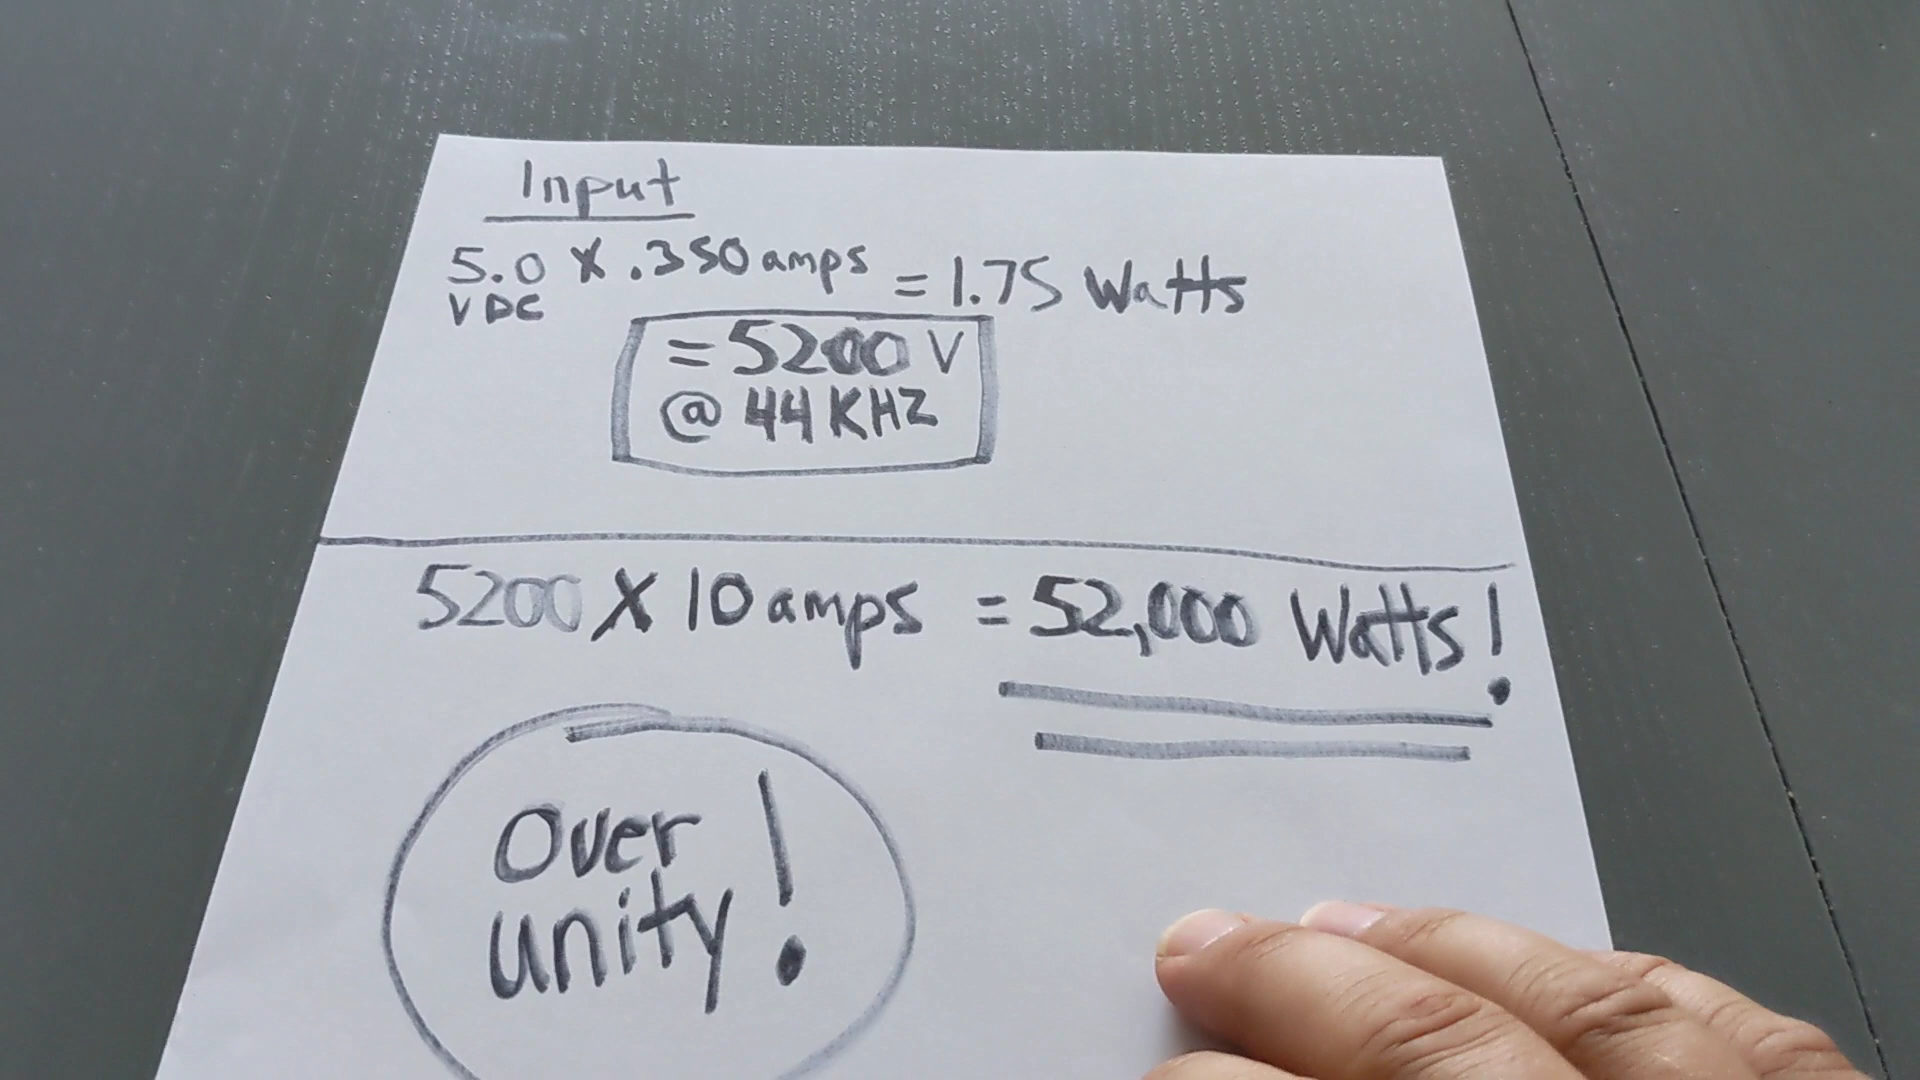 Input
5.0 X .350 amps = 1.75 Watts
VDC
= 5200 V
@ 44 KHZ
5200 X 10 amps = 52,000 Watts!
Over
unity!